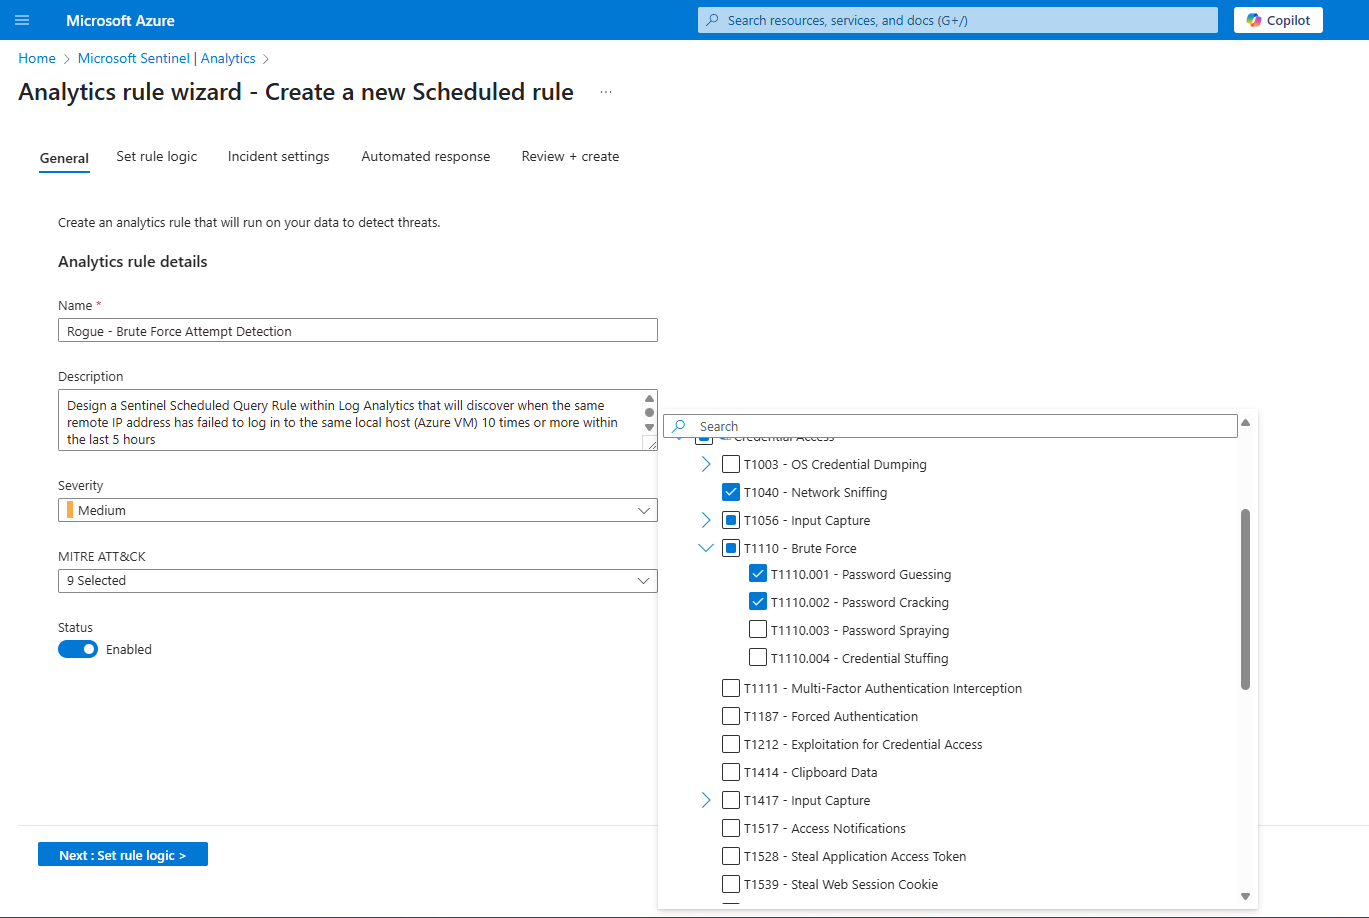 Microsoft Azure
Search resources, services, and docs (G+/)
Copilot
Home > Microsoft Sentinel | Analytics >
Analytics rule wizard - Create a new Scheduled rule ...
General Set rule logic Incident settings Automated response Review + create
Create an analytics rule that will run on your data to detect threats.
Analytics rule details
Name *
Rogue - Brute Force Attempt Detection
Description
Design a Sentinel Scheduled Query Rule within Log Analytics that will discover when the same
remote IP address has failed to log in to the same local host (Azure VM) 10 times or more within
the last 5 hours
Severity
Medium
MITRE ATT&CK
9 Selected
Status
Enabled
Next : Set rule logic >
Search
Credential Access
T1003 - OS Credential Dumping
T1040 - Network Sniffing
T1056 - Input Capture
T1110 - Brute Force
T1110.001 - Password Guessing
T1110.002 - Password Cracking
T1110.003 - Password Spraying
T1110.004 - Credential Stuffing
T1111 - Multi-Factor Authentication Interception
T1187 - Forced Authentication
T1212 - Exploitation for Credential Access
T1414 - Clipboard Data
T1417 - Input Capture
T1517 - Access Notifications
T1528 - Steal Application Access Token
T1539 - Steal Web Session Cookie